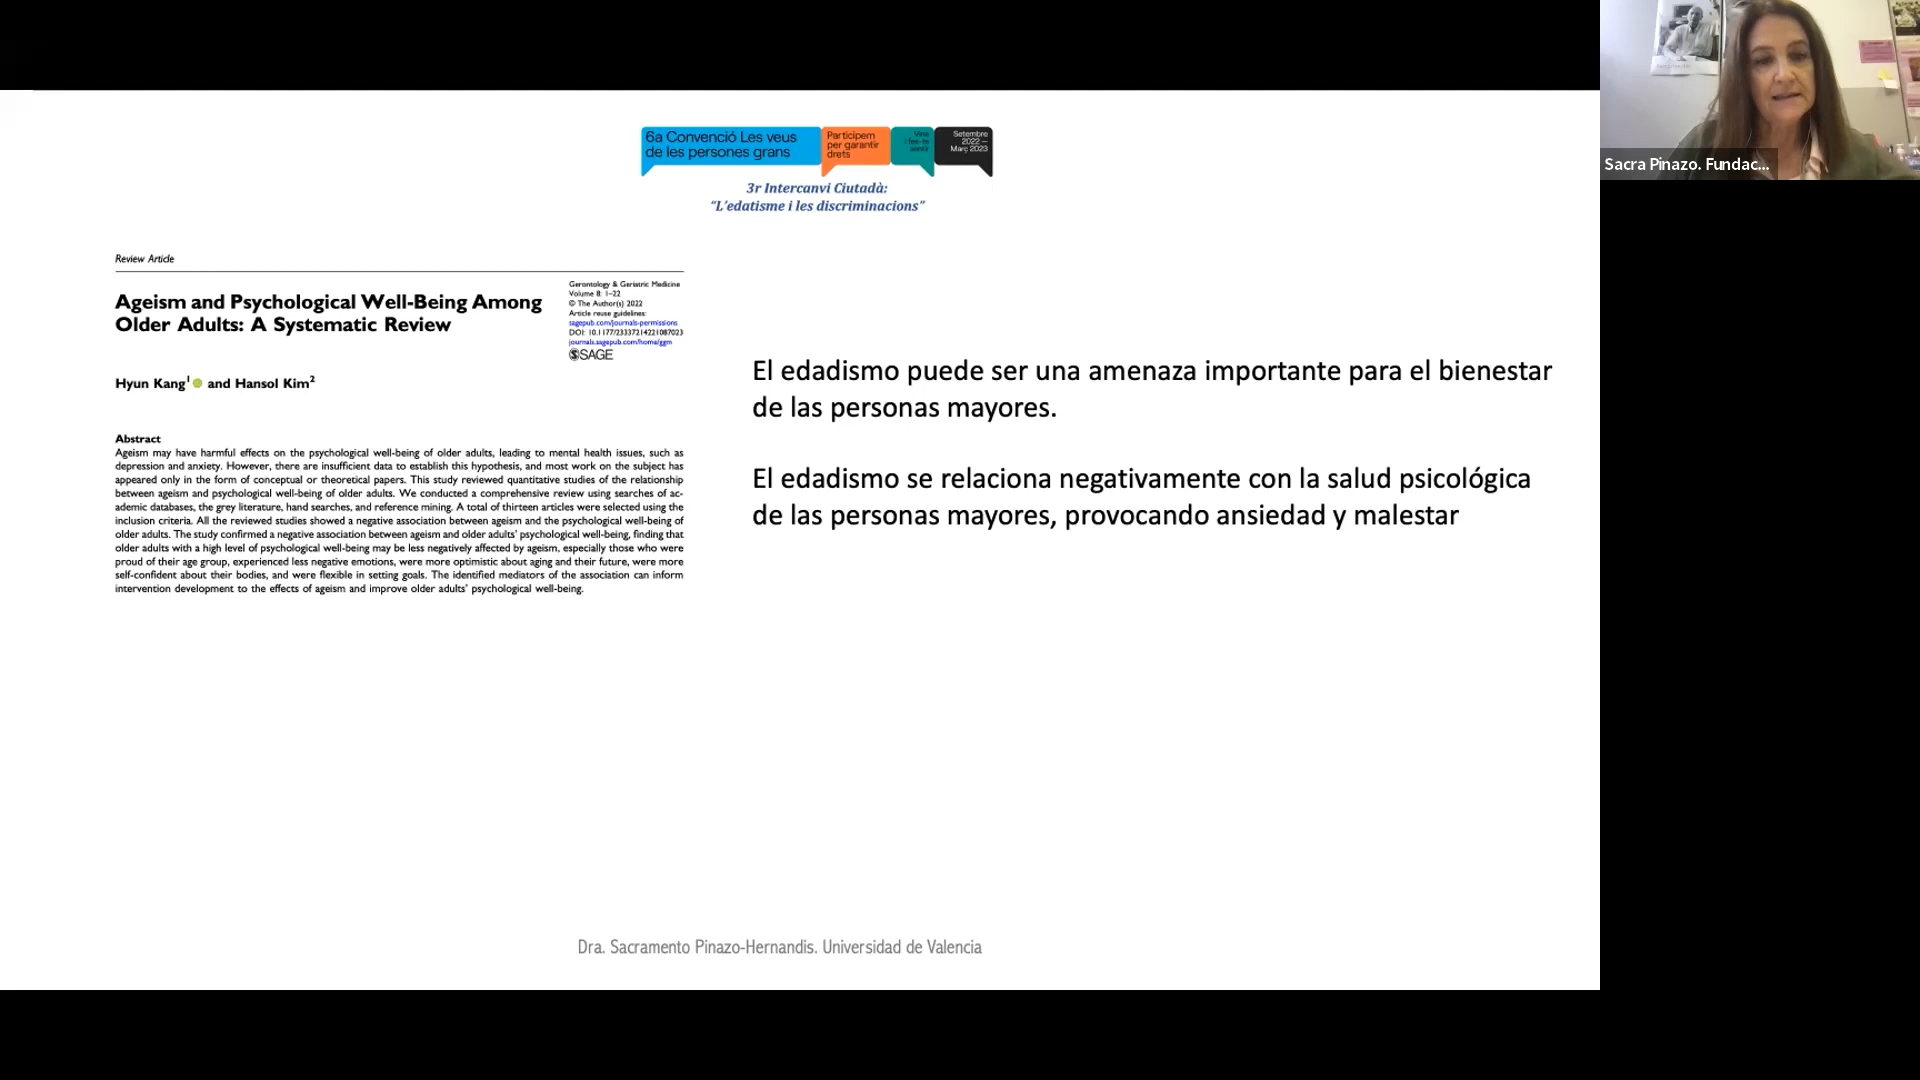 6a Convenció Les veus
de les persones grans
Participem
per garantir
drets
Vine
i fes-te
sentir
Setembre
2022 –
Març 2023
3r Intercanvi Ciutadà:
"L'edatisme i les discriminacions"
Sacra Pinazo. Fundac...
Review Article
Ageism and Psychological Well-Being Among
Older Adults: A Systematic Review
Gerontology & Geriatric Medicine
Volume 8: 1–22
© The Author(s) 2022
Article reuse guidelines:
sagepub.com/journals-permissions
DOI: 10.1177/23337214221087023
journals.sagepub.com/home/ggm
SAGE
Hyun Kang1 and Hansol Kim2
Abstract
Ageism may have harmful effects on the psychological well-being of older adults, leading to mental health issues, such as
depression and anxiety. However, there are insufficient data to establish this hypothesis, and most work on the subject has
appeared only in the form of conceptual or theoretical papers. This study reviewed quantitative studies of the relationship
between ageism and psychological well-being of older adults. We conducted a comprehensive review using searches of ac-
ademic databases, the grey literature, hand searches, and reference mining. A total of thirteen articles were selected using the
inclusion criteria. All the reviewed studies showed a negative association between ageism and the psychological well-being of
older adults. The study confirmed a negative association between ageism and older adults' psychological well-being, finding that
older adults with a high level of psychological well-being may be less negatively affected by ageism, especially those who were
proud of their age group, experienced less negative emotions, were more optimistic about aging and their future, were more
self-confident about their bodies, and were flexible in setting goals. The identified mediators of the association can inform
intervention development to the effects of ageism and improve older adults' psychological well-being.
El edadismo puede ser una amenaza importante para el bienestar
de las personas mayores.
El edadismo se relaciona negativamente con la salud psicológica
de las personas mayores, provocando ansiedad y malestar
Dra. Sacramento Pinazo-Hernandis. Universidad de Valencia